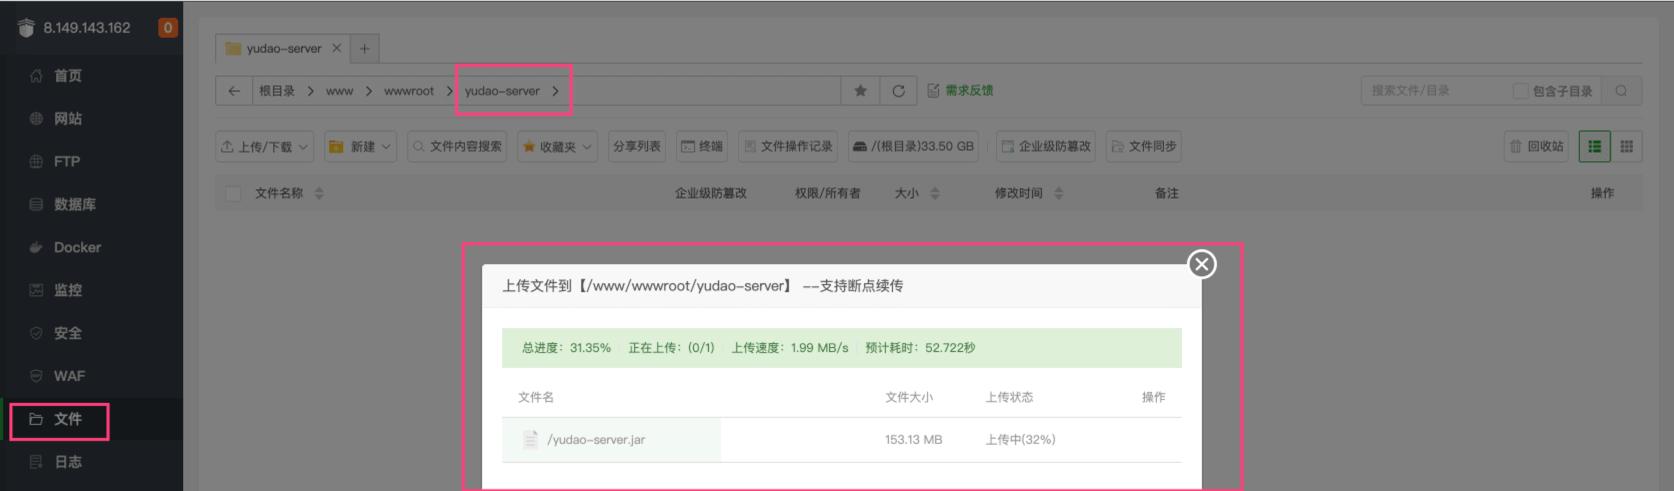 8.149.143.162 0
首页
网站
FTP
数据库
Docker
监控
安全
WAF
文件
日志
yudao-server
根目录 > www > wwwroot > yudao-server >
需求反馈
搜索文件/目录 包含子目录
上传/下载 新建 文件内容搜索 收藏夹 分享列表 终端 文件操作记录 /(根目录)33.50 GB 企业级防篡改 文件同步 回收站
文件名称 企业级防篡改 权限/所有者 大小 修改时间 备注 操作
上传文件到【/www/wwwroot/yudao-server】 --支持断点续传
总进度：31.35% 正在上传：(0/1) 上传速度：1.99 MB/s 预计耗时：52.722秒
文件名 文件大小 上传状态 操作
/yudao-server.jar 153.13 MB 上传中(32%)